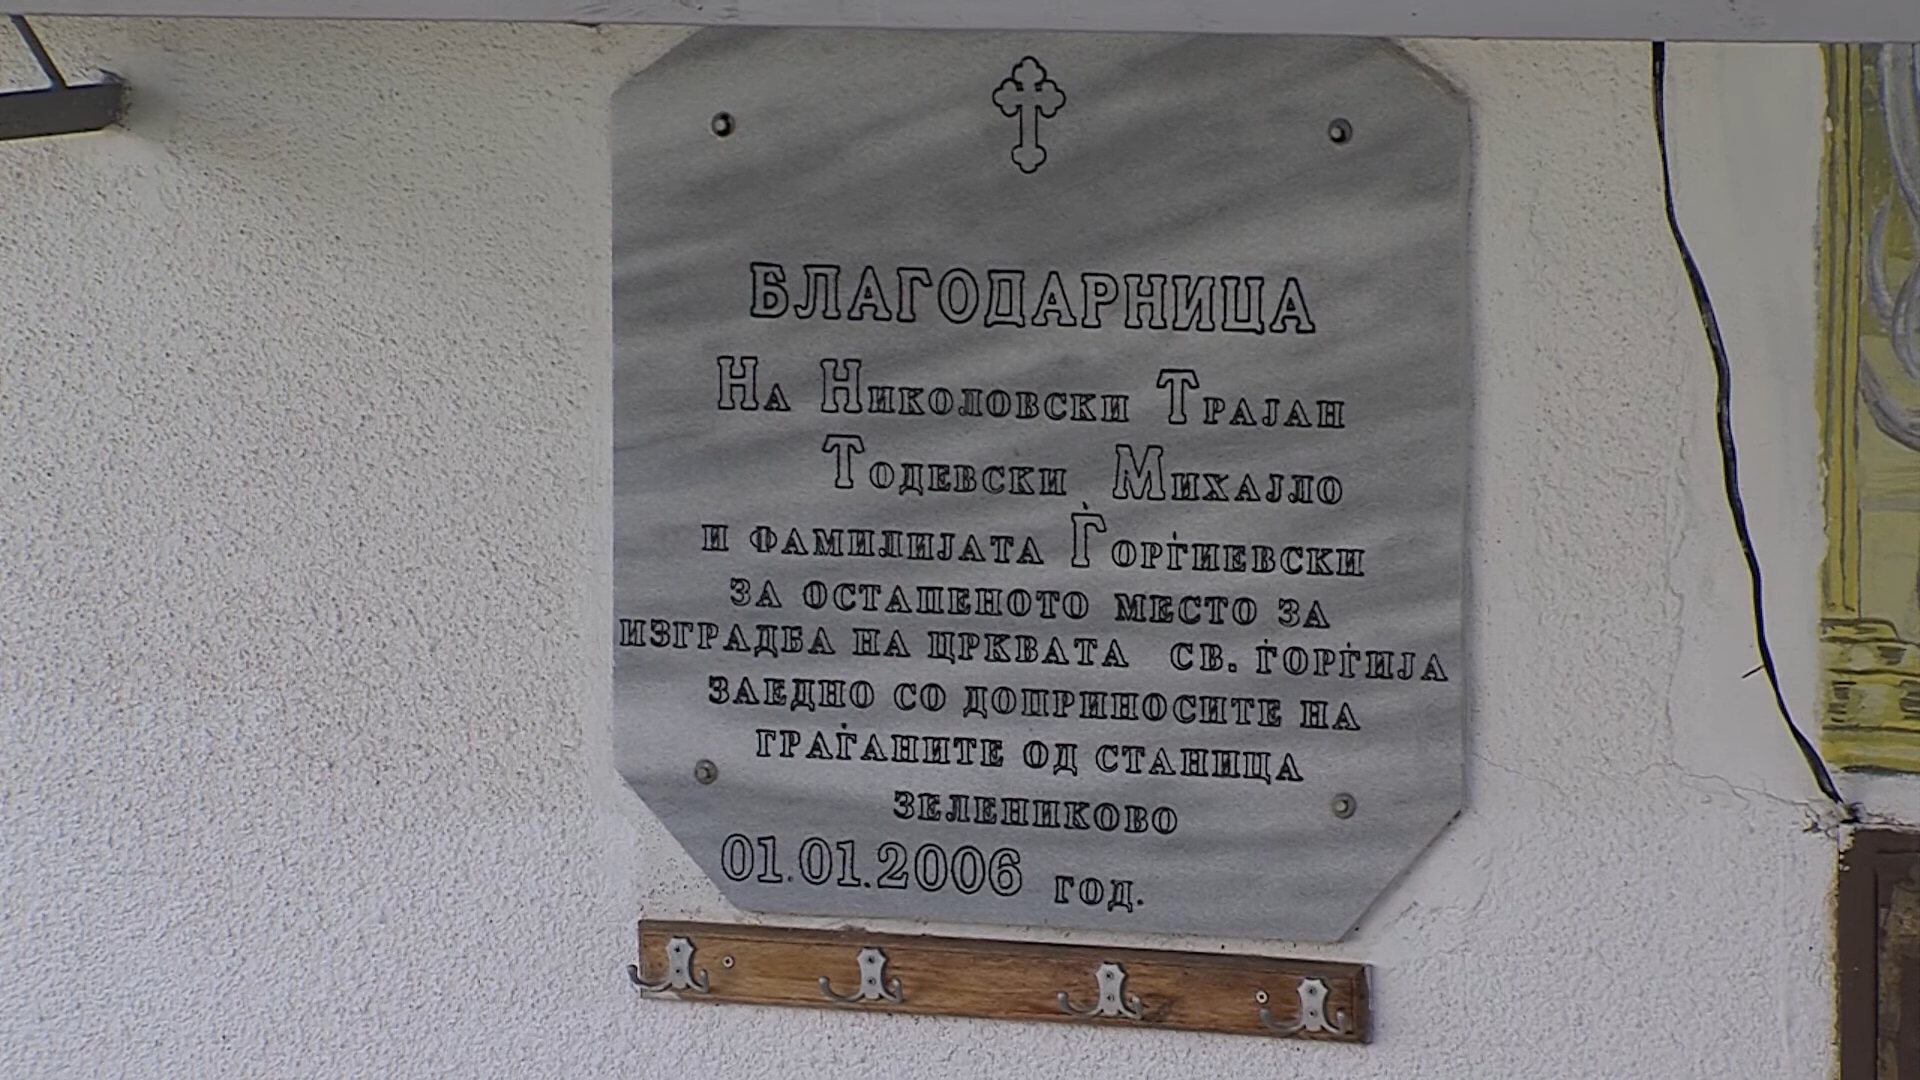 БЛАГОДАРНИЦА
НА НИКОЛОВСКИ ТРАЈАН
ТОДЕВСКИ МИХАЈЛО
И ФАМИЛИЈАТА ЃОРЃИЕВСКИ
ЗА ОСТАПЕНОТО МЕСТО ЗА
ИЗГРАДБА НА ЦРКВАТА СВ. ЃОРЃИЈА
ЗАЕДНО СО ДОПРИНОСИТЕ НА
ГРАЃАНИТЕ ОД СТАНИЦА
ЗЕЛЕНИКОВО
01.01.2006 ГОД.